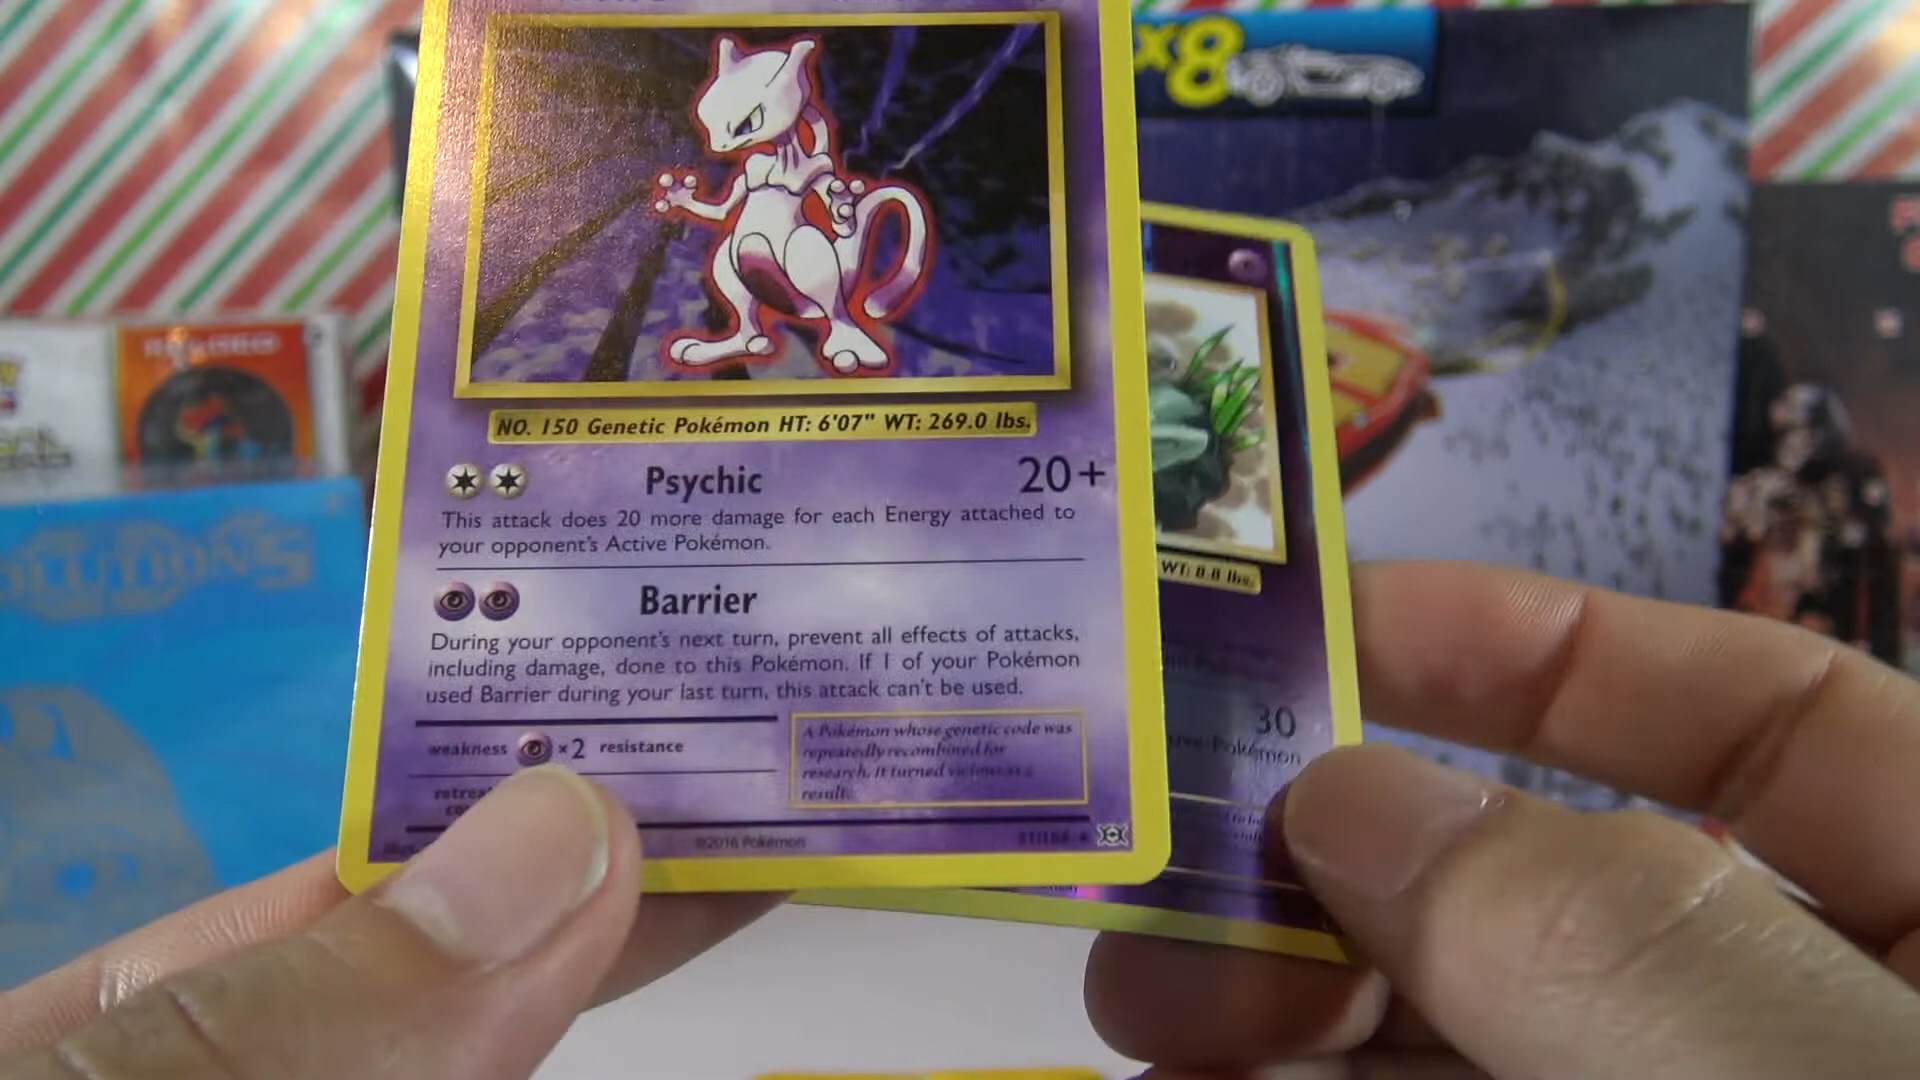 x8
NO. 150 Genetic Pokémon HT: 6'07" WT: 269.0 lbs.
Psychic 20+
This attack does 20 more damage for each Energy attached to
your opponent's Active Pokémon.
Barrier
During your opponent's next turn, prevent all effects of attacks,
including damage, done to this Pokémon. If 1 of your Pokémon
used Barrier during your last turn, this attack can't be used.
weakness ×2 resistance
A Pokémon whose genetic code was
repeatedly recombined for
research. It turned vicious as a
result.
©2016 Pokémon
WT: 8.8 lbs.
30
Pokémon